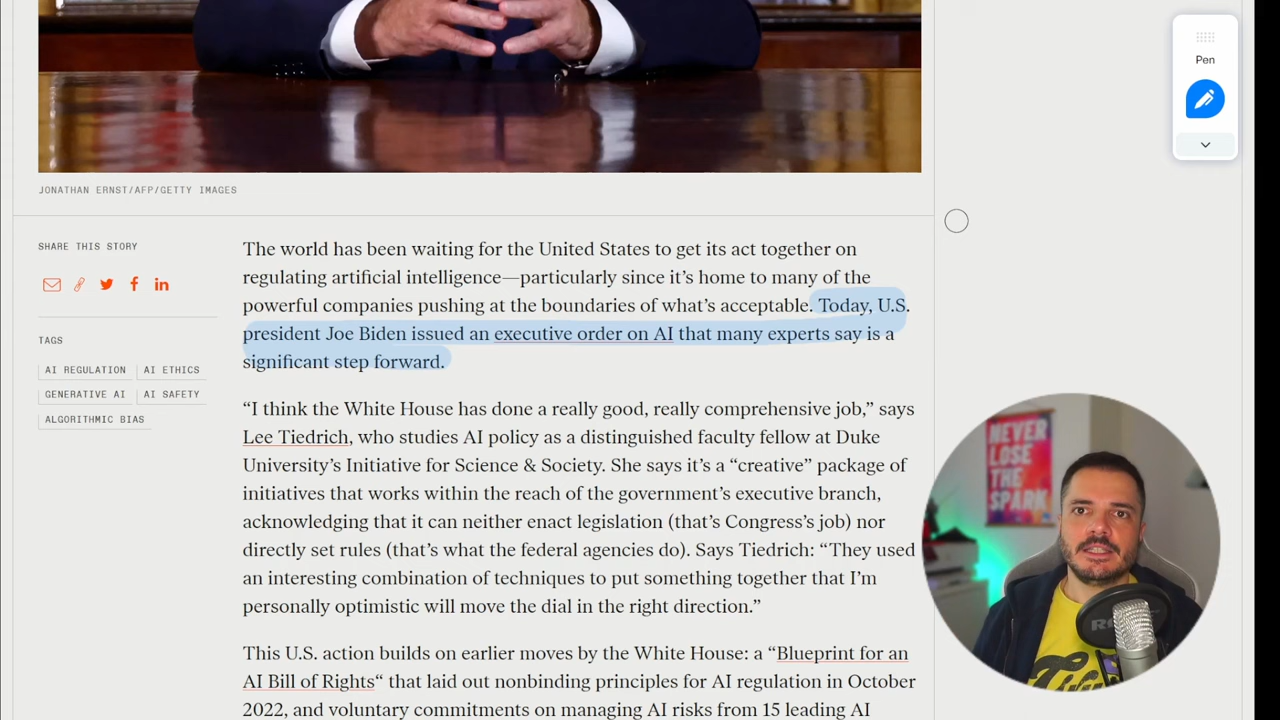 Pen
JONATHAN ERNST/AFP/GETTY IMAGES
SHARE THIS STORY
TAGS
AI REGULATION
AI ETHICS
GENERATIVE AI
AI SAFETY
ALGORITHMIC BIAS
The world has been waiting for the United States to get its act together on
regulating artificial intelligence—particularly since it’s home to many of the
powerful companies pushing at the boundaries of what’s acceptable. Today, U.S.
president Joe Biden issued an executive order on AI that many experts say is a
significant step forward.
“I think the White House has done a really good, really comprehensive job,” says
Lee Tiedrich, who studies AI policy as a distinguished faculty fellow at Duke
University’s Initiative for Science & Society. She says it’s a “creative” package of
initiatives that works within the reach of the government’s executive branch,
acknowledging that it can neither enact legislation (that’s Congress’s job) nor
directly set rules (that’s what the federal agencies do). Says Tiedrich: “They used
an interesting combination of techniques to put something together that I’m
personally optimistic will move the dial in the right direction.”
This U.S. action builds on earlier moves by the White House: a “Blueprint for an
AI Bill of Rights“ that laid out nonbinding principles for AI regulation in October
2022, and voluntary commitments on managing AI risks from 15 leading AI
NEVER
LOSE
THE
SPARK